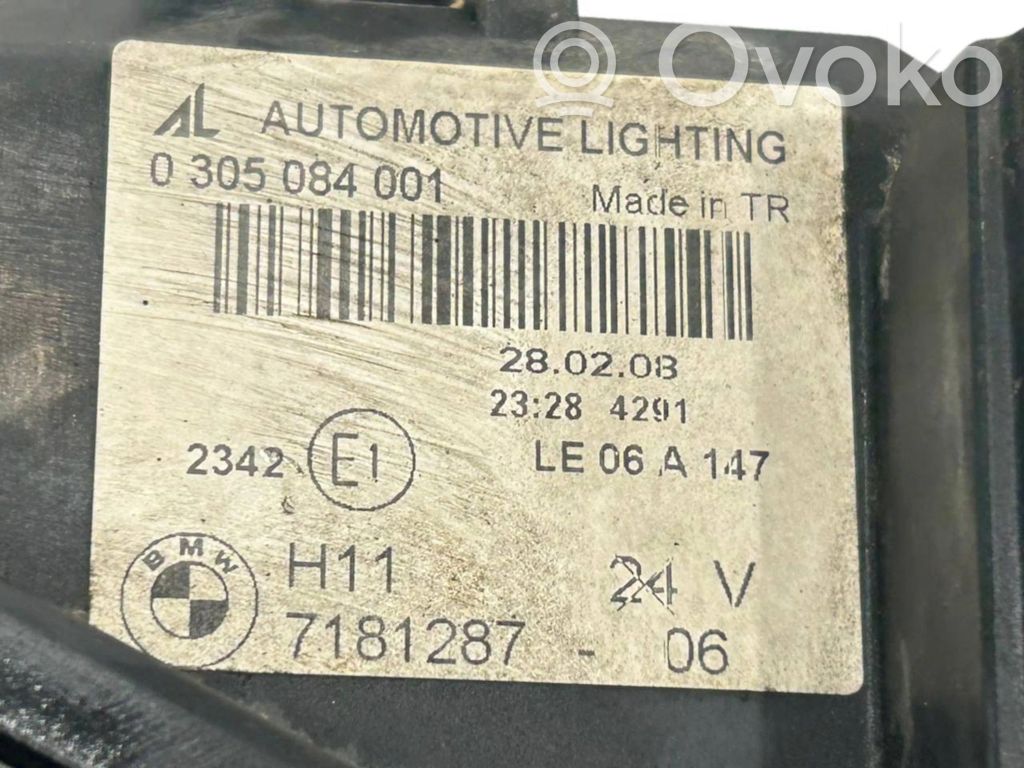 Ovoko
AL AUTOMOTIVE LIGHTING
0 305 084 001
Made in TR
28.02.08
23:28 4291
2342 E1 LE 06 A 147
BMW H11 24 V
7181287 - 06